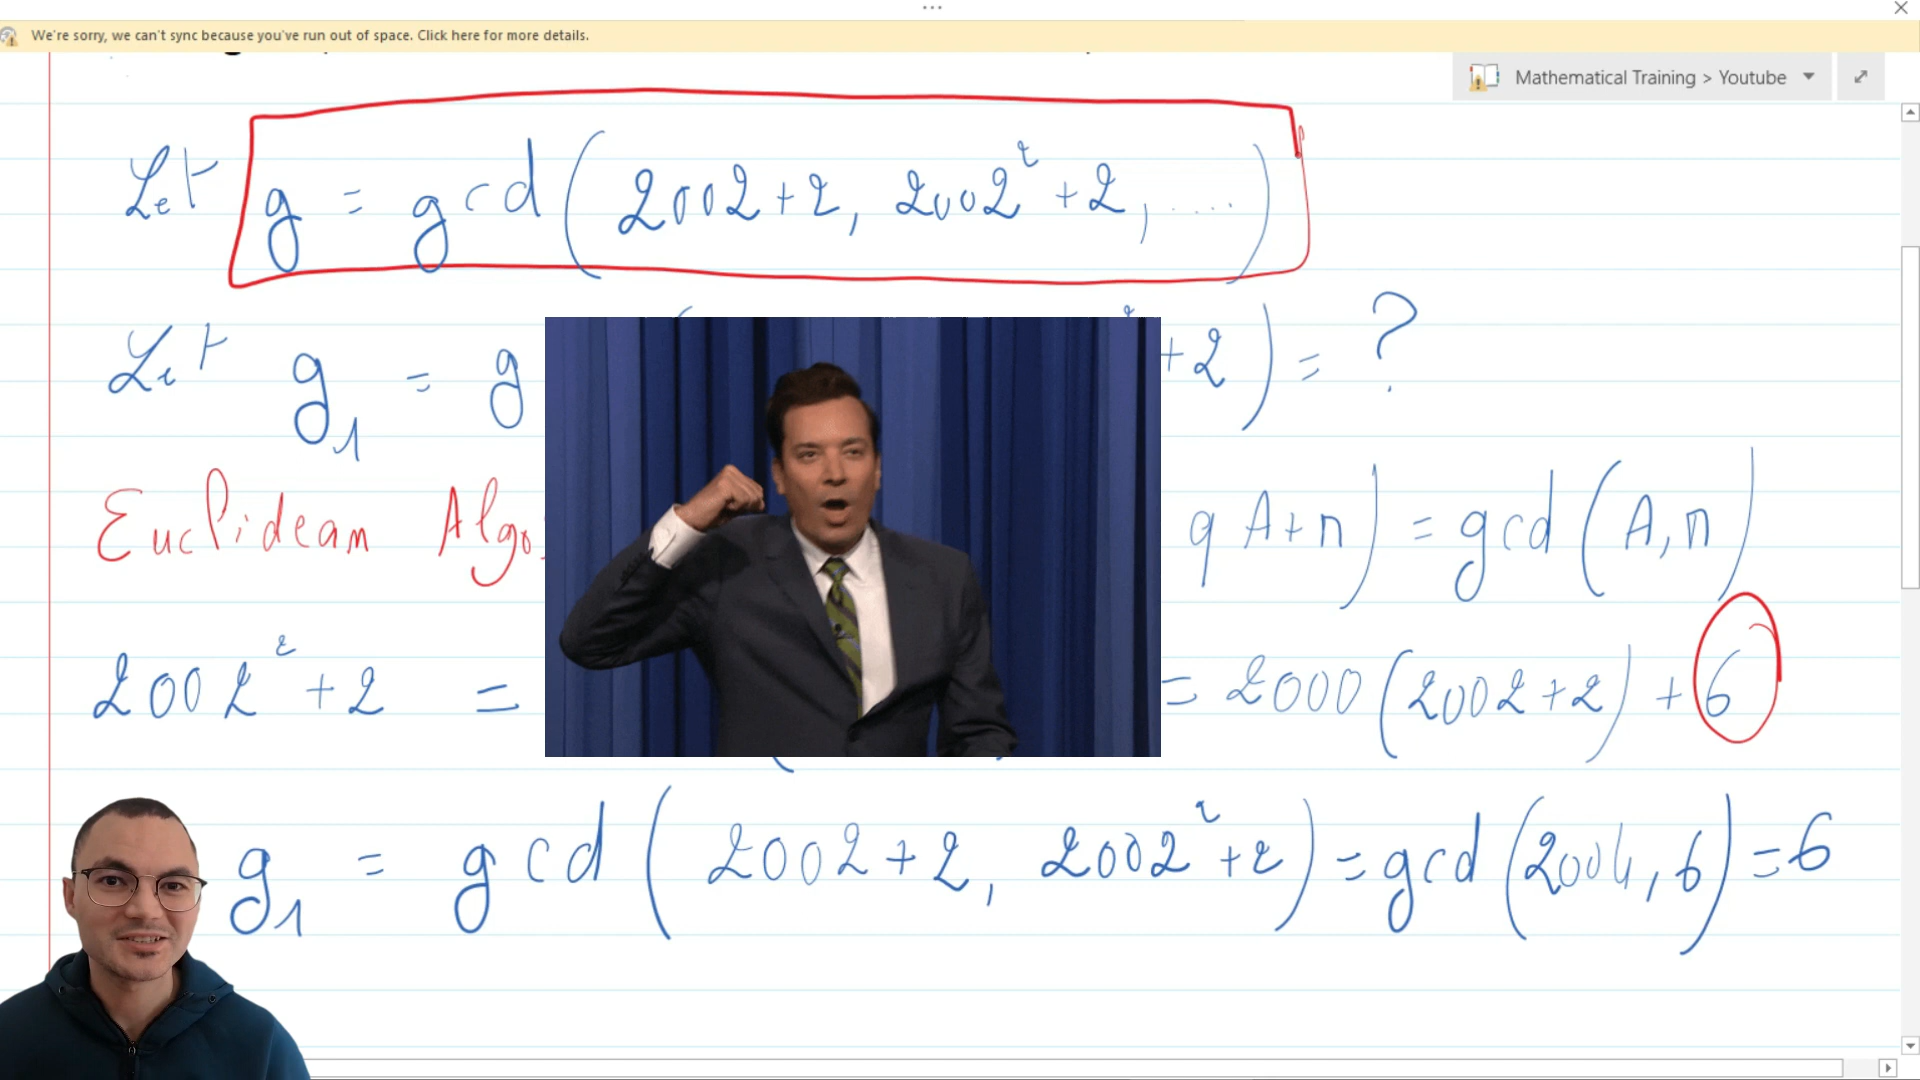 We're sorry, we can't sync because you've run out of space. Click here for more details.
Mathematical Training > Youtube
Let g = gcd(2002+2, 2002²+2, .....)
Let g₁ = g +2) = ?
Euclidean Algo qA+r) = gcd(A,r)
2002²+2 = = 2000(2002+2)+6
g₁ = gcd(2002+2, 2002²+2) = gcd(2004,6) = 6